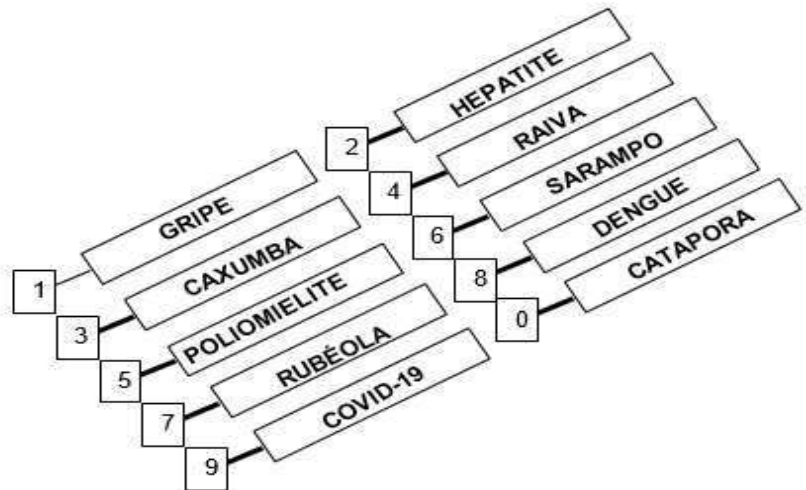 1 GRIPE
3 CAXUMBA
5 POLIOMIELITE
7 RUBÉOLA
9 COVID-19
2 HEPATITE
4 RAIVA
6 SARAMPO
8 DENGUE
0 CATAPORA